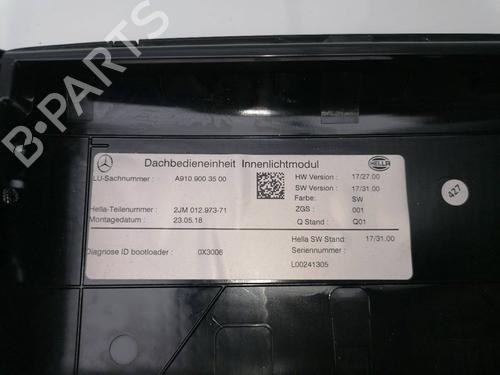 B-PARTS
Dachbedieneinheit Innenlichtmodul
HELLA
LU-Sachnummer : A910 900 35 00
HW Version : 17/27.00
SW Version : 17/31.00
Farbe: SW
Hella-Teilenummer : 2JM 012.973-71
ZGS : 001
Montagedatum : 23.05.18
Q Stand : Q01
Hella SW Stand: 17/31.00
Diagnose ID bootloader : 0X3006
Seriennummer :
L00241305
427